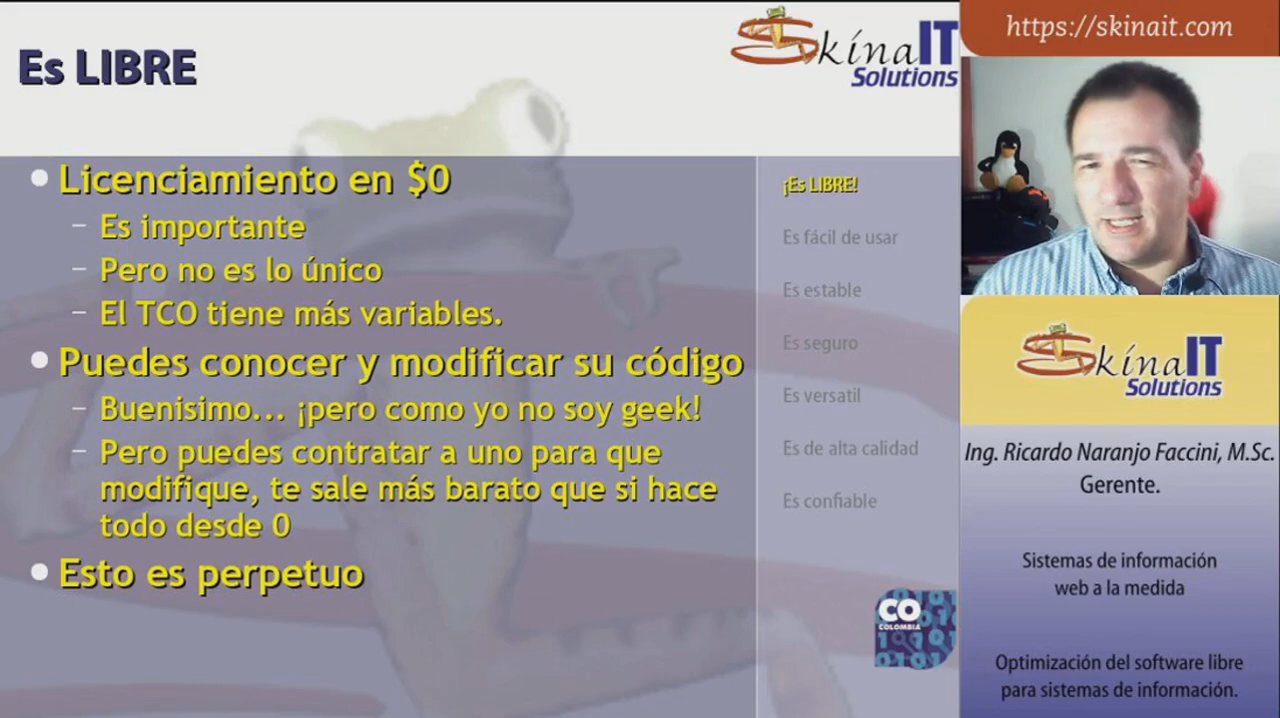 Es LIBRE
Skína IT
Solutions
https://skinait.com
Licenciamiento en $0
– Es importante
– Pero no es lo único
– El TCO tiene más variables.
Puedes conocer y modificar su código
– Buenisimo... ¡pero como yo no soy geek!
– Pero puedes contratar a uno para que
modifique, te sale más barato que si hace
todo desde 0
Esto es perpetuo
¡Es LIBRE!
Es fácil de usar
Es estable
Es seguro
Es versatil
Es de alta calidad
Es confiable
CO
COLOMBIA
Skína IT
Solutions
Ing. Ricardo Naranjo Faccini, M.Sc.
Gerente.
Sistemas de información
web a la medida
Optimización del software libre
para sistemas de información.